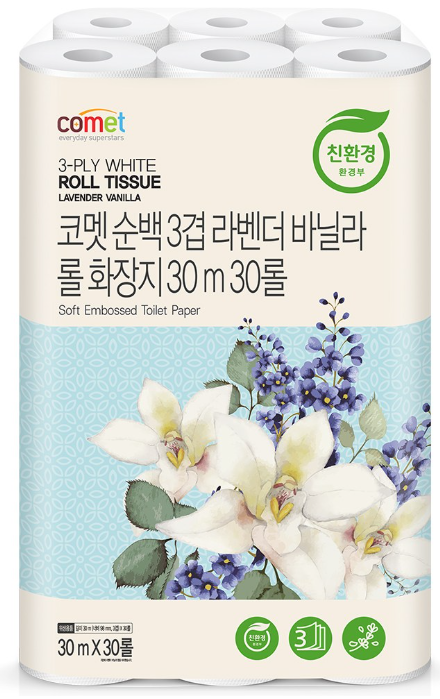 comet
everyday superstars
친환경
환경부
3-PLY WHITE
ROLL TISSUE
LAVENDER VANILLA
코멧 순백 3겹 라벤더 바닐라
롤 화장지 30 m 30롤
Soft Embossed Toilet Paper
30 m X 30롤
친환경
3